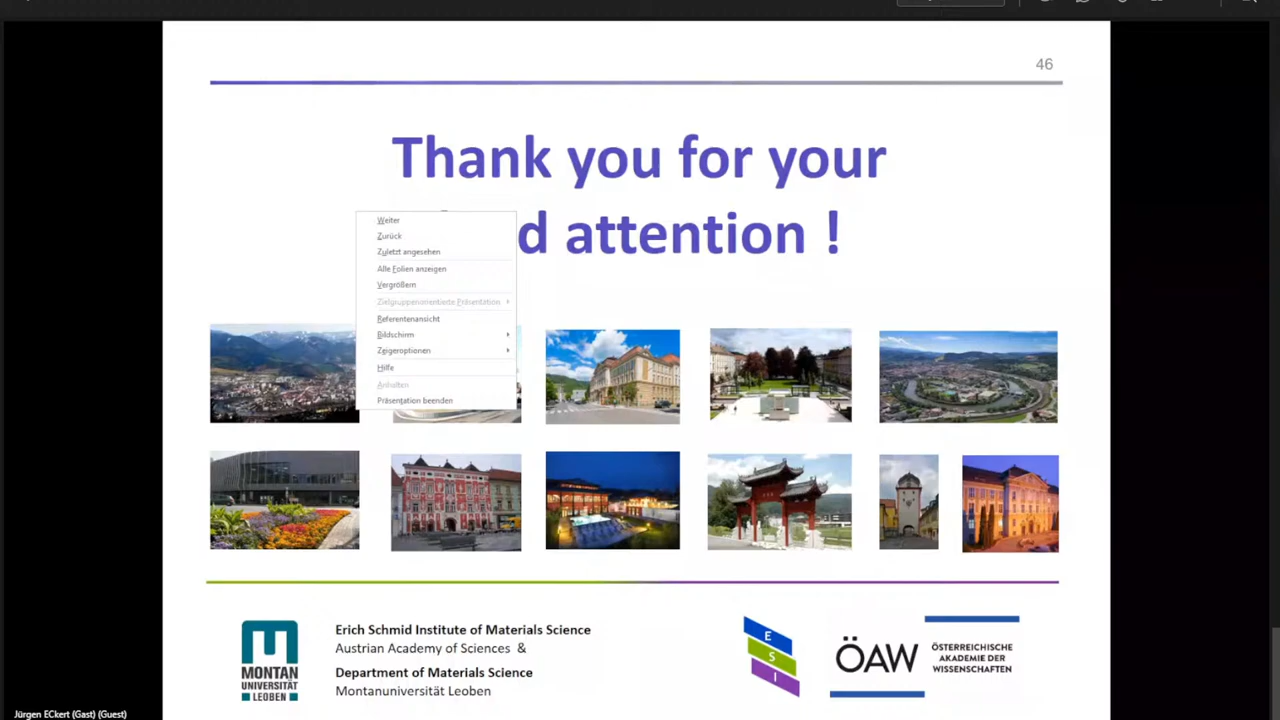 46
Thank you for your
d attention !
Weiter
Zurück
Zuletzt angesehen
Alle Folien anzeigen
Vergrößern
Zielgruppenorientierte Präsentation
Referentenansicht
Bildschirm
Zeigeroptionen
Hilfe
Anhalten
Präsentation beenden
MONTAN
UNIVERSITÄT
LEOBEN
Erich Schmid Institute of Materials Science
Austrian Academy of Sciences &
Department of Materials Science
Montanuniversität Leoben
E
S
I
ÖAW
ÖSTERREICHISCHE
AKADEMIE DER
WISSENSCHAFTEN
Jürgen ECkert (Gast) (Guest)